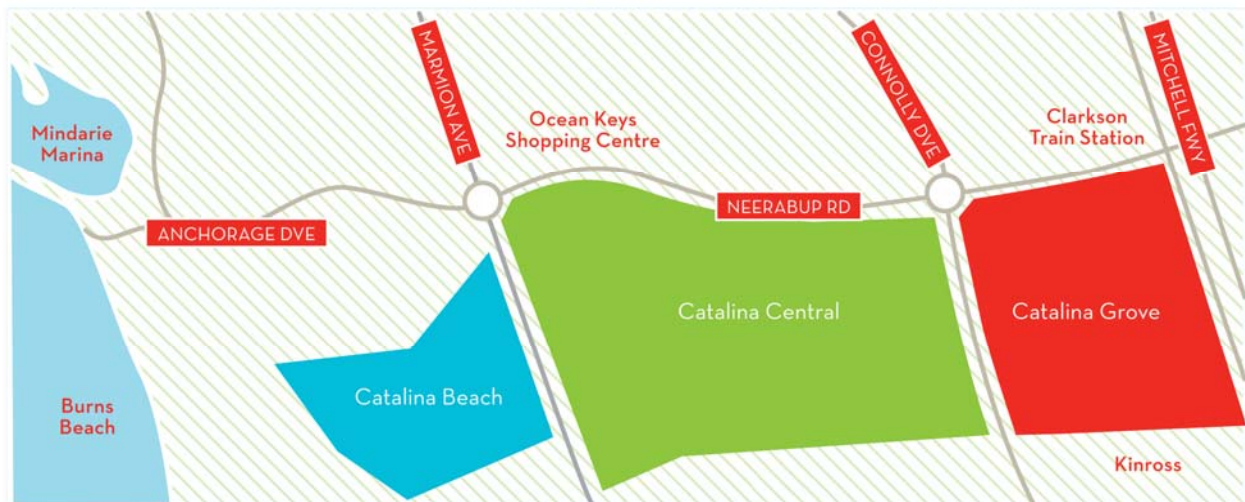 MARMION AVE
CONNOLLY DVE
MITCHELL FWY
Mindarie
Marina
Ocean Keys
Shopping Centre
Clarkson
Train Station
ANCHORAGE DVE
NEERABUP RD
Catalina Central
Catalina Grove
Catalina Beach
Burns
Beach
Kinross